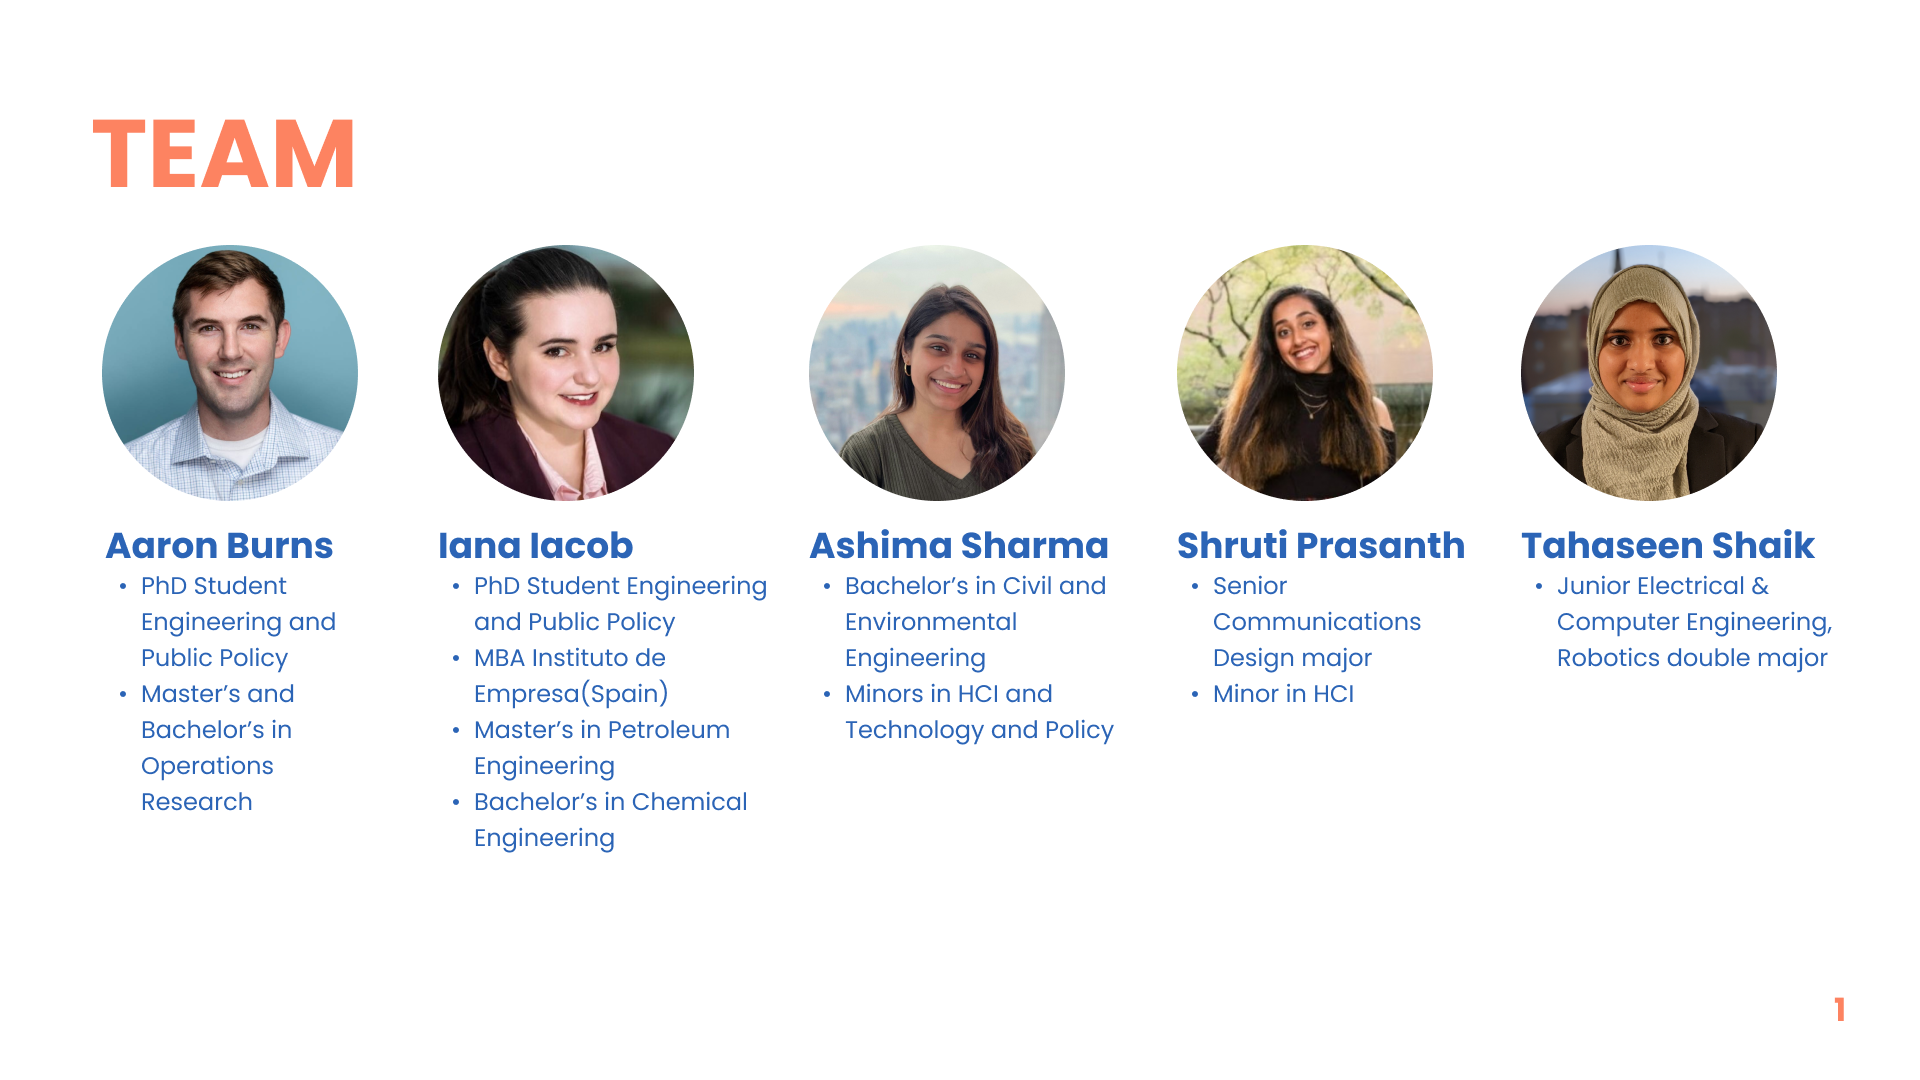 TEAM
Aaron Burns
• PhD Student
Engineering and
Public Policy
• Master’s and
Bachelor’s in
Operations
Research
Iana Iacob
• PhD Student Engineering
and Public Policy
• MBA Instituto de
Empresa(Spain)
• Master’s in Petroleum
Engineering
• Bachelor’s in Chemical
Engineering
Ashima Sharma
• Bachelor’s in Civil and
Environmental
Engineering
• Minors in HCI and
Technology and Policy
Shruti Prasanth
• Senior
Communications
Design major
• Minor in HCI
Tahaseen Shaik
• Junior Electrical &
Computer Engineering,
Robotics double major
1